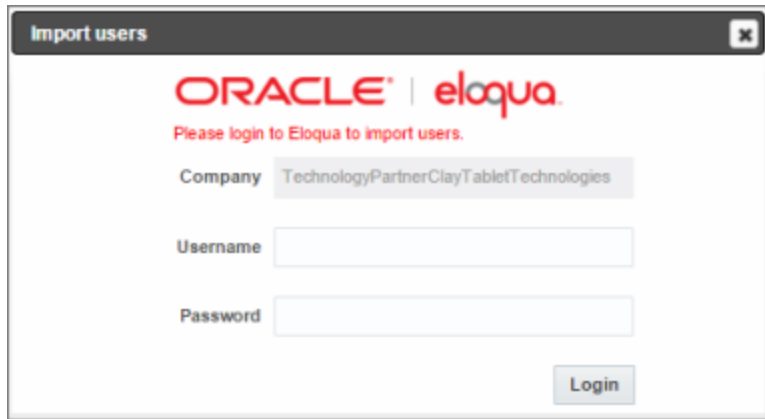 Import users
ORACLE | eloqua
Please login to Eloqua to import users.
Company TechnologyPartnerClayTabletTechnologies
Username
Password
Login